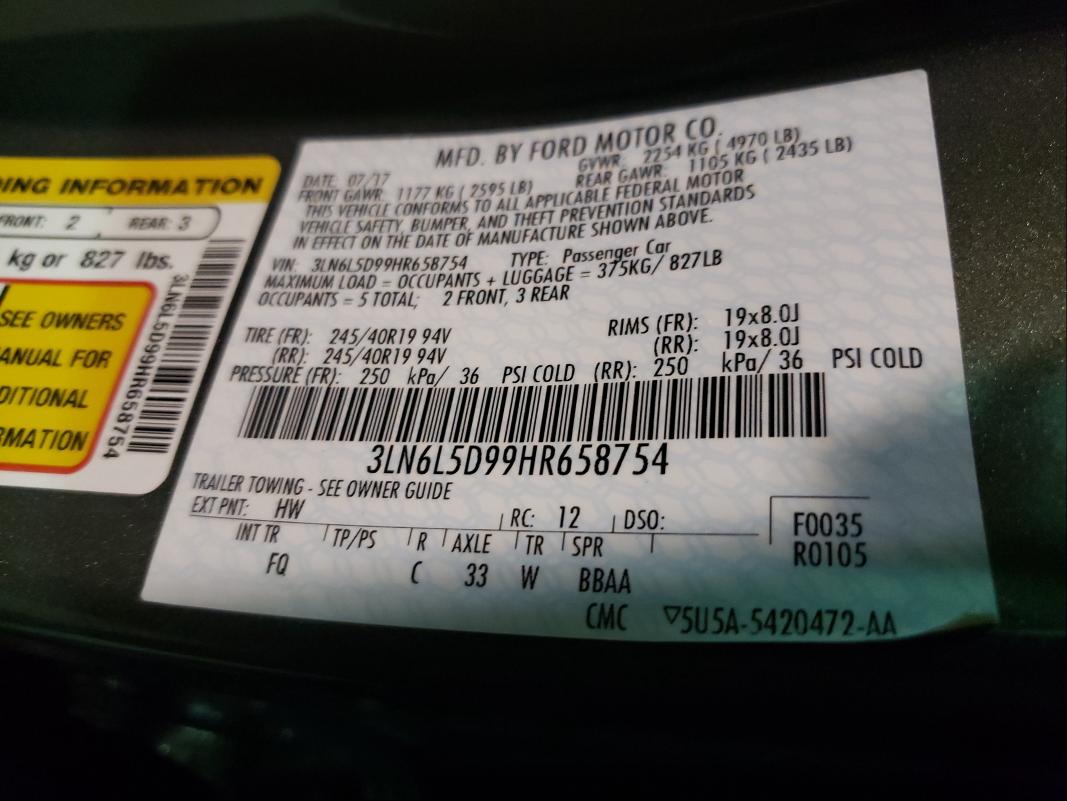 DING INFORMATION
FRONT: 2 REAR: 3
kg or 827 lbs.
SEE OWNERS
ANUAL FOR
DITIONAL
RMATION
3LN6L5D99HR658754
MFD. BY FORD MOTOR CO.
DATE: 07/17 GVWR: 2254 KG ( 4970 LB)
FRONT GAWR: 1177 KG ( 2595 LB) REAR GAWR: 1105 KG ( 2435 LB)
THIS VEHICLE CONFORMS TO ALL APPLICABLE FEDERAL MOTOR
VEHICLE SAFETY, BUMPER, AND THEFT PREVENTION STANDARDS
IN EFFECT ON THE DATE OF MANUFACTURE SHOWN ABOVE.
VIN: 3LN6L5D99HR658754 TYPE: Passenger Car
MAXIMUM LOAD = OCCUPANTS + LUGGAGE = 375KG/ 827LB
OCCUPANTS = 5 TOTAL; 2 FRONT, 3 REAR
TIRE (FR): 245/40R19 94V RIMS (FR): 19x8.0J
(RR): 245/40R19 94V (RR): 19x8.0J
PRESSURE (FR): 250 kPa/ 36 PSI COLD (RR): 250 kPa/ 36 PSI COLD
3LN6L5D99HR658754
TRAILER TOWING - SEE OWNER GUIDE
EXT PNT: HW RC: 12 DSO: F0035
INT TR TP/PS R AXLE TR SPR R0105
FQ C 33 W BBAA
CMC ▽5U5A-5420472-AA